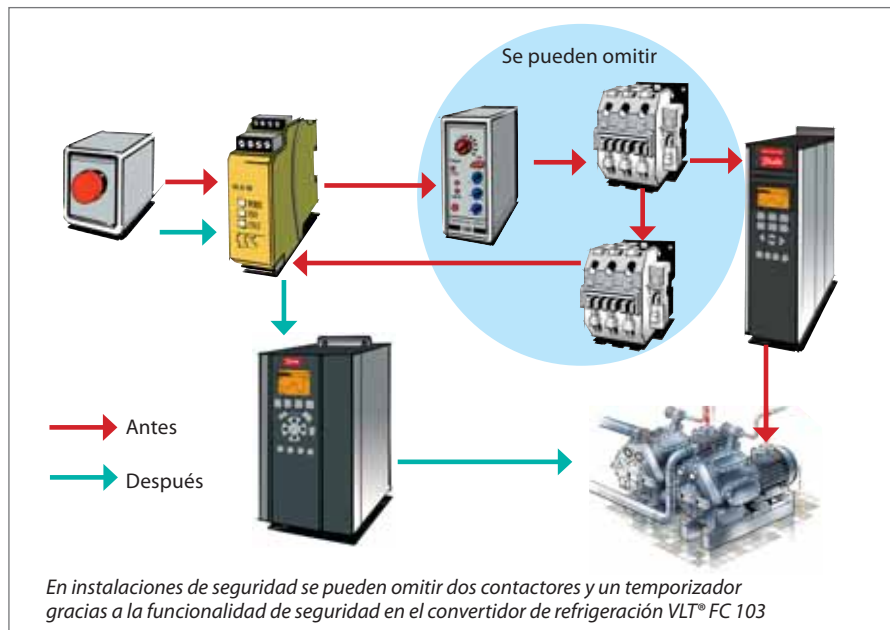 Se pueden omitir
Antes
Después
En instalaciones de seguridad se pueden omitir dos contactores y un temporizador
gracias a la funcionalidad de seguridad en el convertidor de refrigeración VLT® FC 103